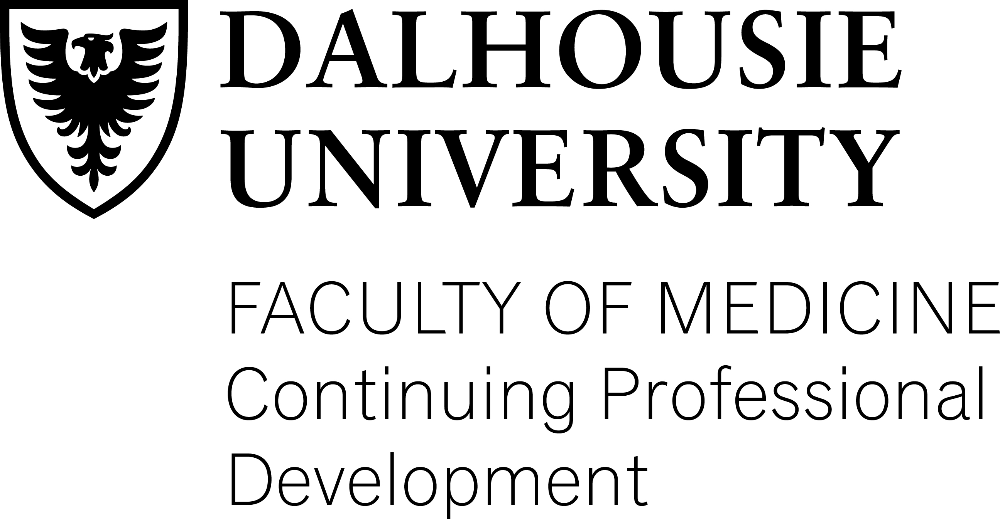 DALHOUSIE
UNIVERSITY
FACULTY OF MEDICINE
Continuing Professional
Development